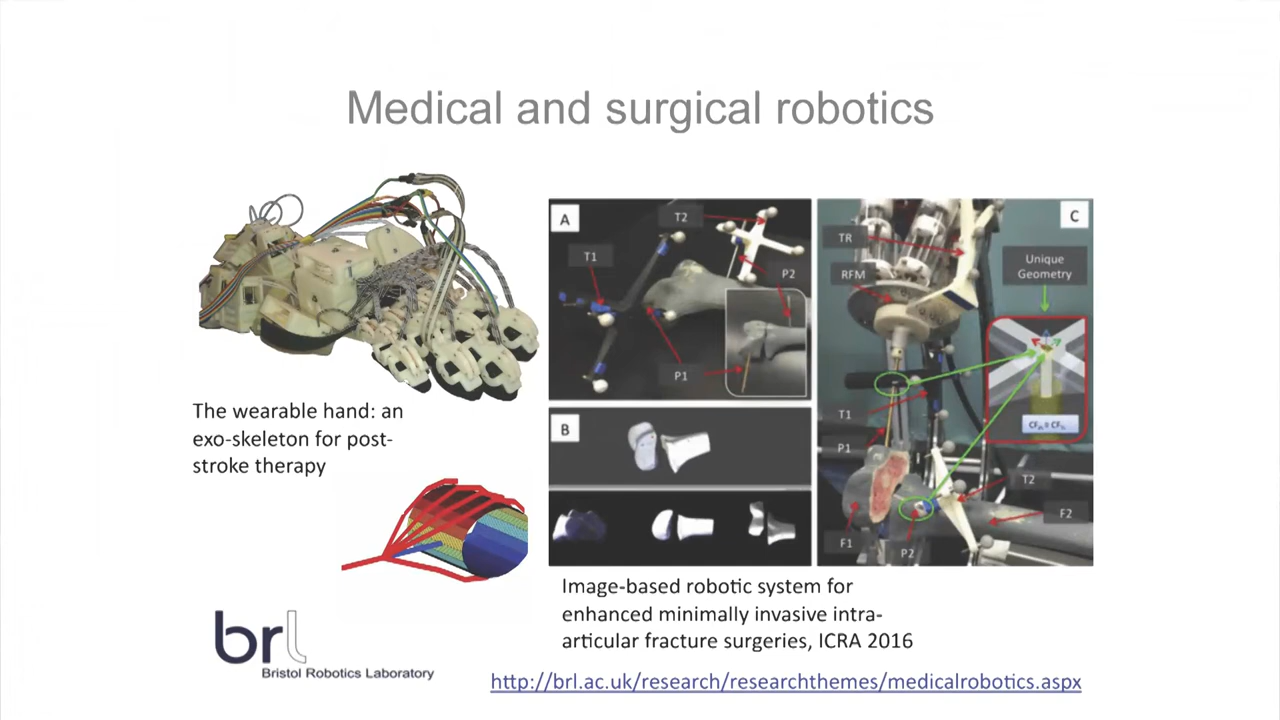 Medical and surgical robotics
The wearable hand: an
exo-skeleton for post-
stroke therapy
A
T1
T2
P2
P1
B
C
TR
RFM
Unique
Geometry
T1
P1
T2
F2
F1
P2
Image-based robotic system for
enhanced minimally invasive intra-
articular fracture surgeries, ICRA 2016
brl
Bristol Robotics Laboratory
http://brl.ac.uk/research/researchthemes/medicalrobotics.aspx